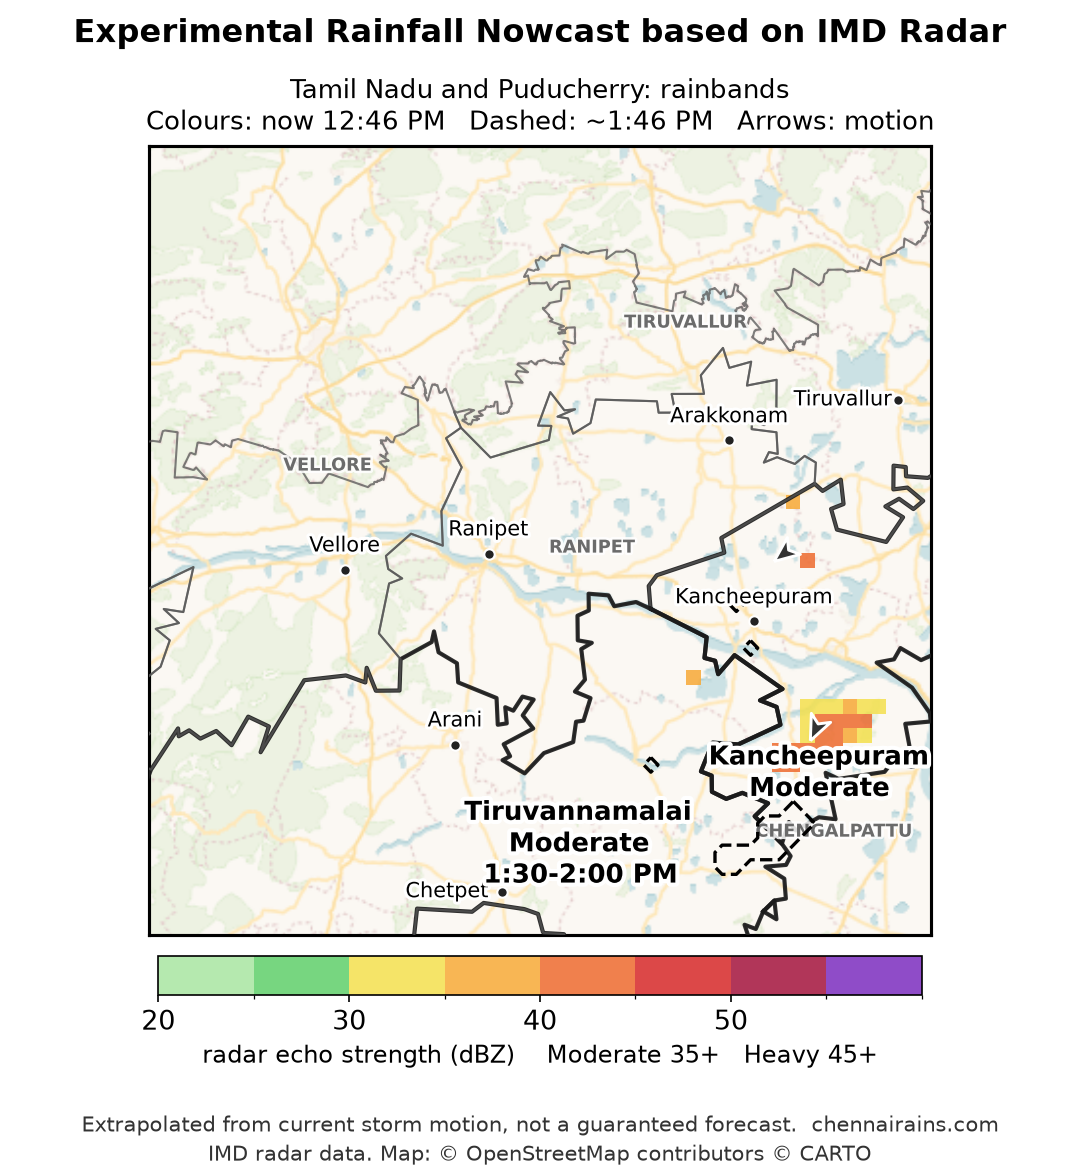 Experimental Rainfall Nowcast based on IMD Radar
Tamil Nadu and Puducherry: rainbands
Colours: now 12:46 PM   Dashed: ~1:46 PM   Arrows: motion
TIRUVALLUR
Tiruvallur
Arakkonam
VELLORE
Ranipet
Vellore
RANIPET
Kancheepuram
Arani
Kancheepuram
Moderate
Tiruvannamalai
Moderate
1:30-2:00 PM
CHENGALPATTU
Chetpet
20 30 40 50
radar echo strength (dBZ)    Moderate 35+   Heavy 45+
Extrapolated from current storm motion, not a guaranteed forecast.  chennairains.com
IMD radar data. Map: © OpenStreetMap contributors © CARTO